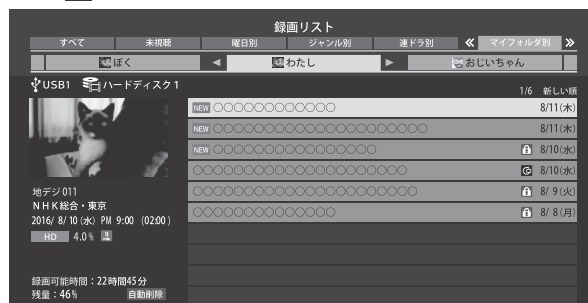 録画リスト
すべて 未視聴 曜日別 ジャンル別 連ドラ別 マイフォルダ別
ぼく ◀ わたし ▶ おじいちゃん
USB1 ハードディスク1
1/6 新しい順
NEW ○○○○○○○○○○○○ 8/11(木)
NEW ○○○○○○○○○○○○○○○○○○○○○ 8/11(木)
NEW ○○○○○○○○○○○○○○○○ 8/10(水)
○○○○○○○○○○○○○○○○○○○○○ 8/10(水)
○○○○○○○○○○○○○○○○○○○○○○ 8/ 9(火)
○○○○○○○○○○○○○○ 8/ 8(月)
地デジ011
NHK総合・東京
2016/ 8/10(水) PM 9:00 (02:00)
HD 4.0%
録画可能時間:22時間45分
残量:46% 自動削除